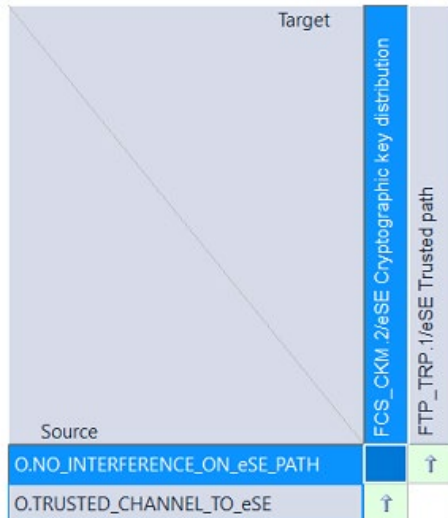 Target
FCS_CKM.2/eSE Cryptographic key distribution
FTP_TRP.1/eSE Trusted path
Source
O.NO_INTERFERENCE_ON_eSE_PATH
⇑
O.TRUSTED_CHANNEL_TO_eSE
⇑